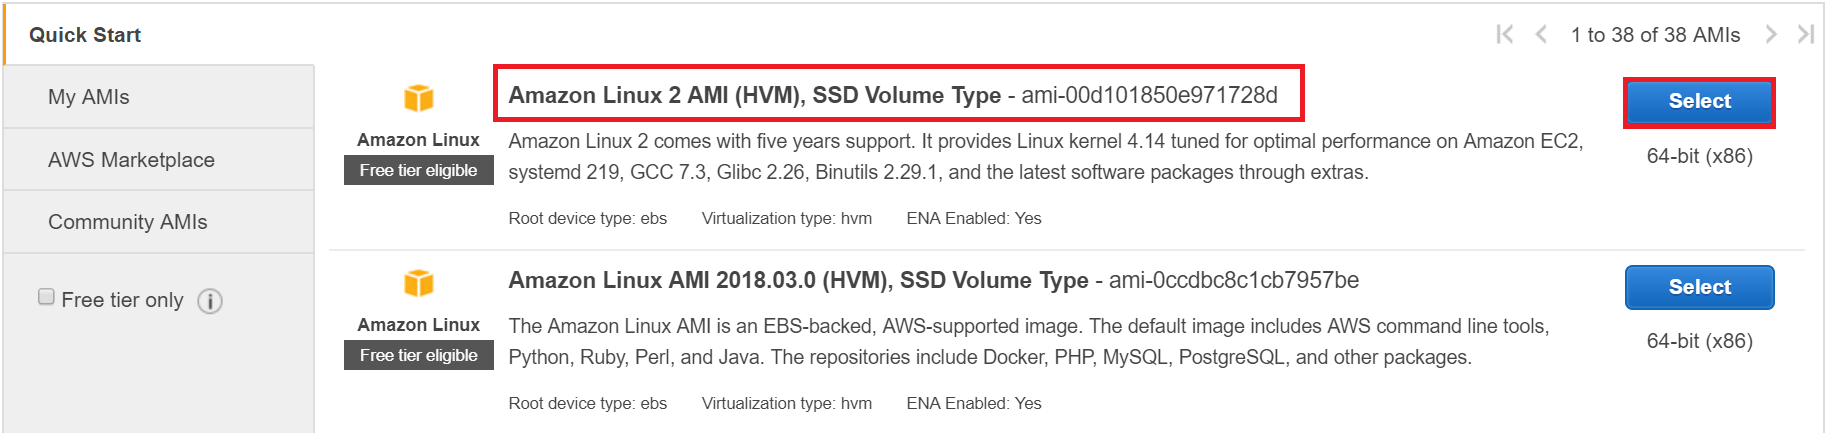 Quick Start
1 to 38 of 38 AMIs
My AMIs
AWS Marketplace
Community AMIs
Free tier only
Amazon Linux
Free tier eligible
Amazon Linux 2 AMI (HVM), SSD Volume Type - ami-00d101850e971728d
Amazon Linux 2 comes with five years support. It provides Linux kernel 4.14 tuned for optimal performance on Amazon EC2,
systemd 219, GCC 7.3, Glibc 2.26, Binutils 2.29.1, and the latest software packages through extras.
Root device type: ebs Virtualization type: hvm ENA Enabled: Yes
Select
64-bit (x86)
Amazon Linux
Free tier eligible
Amazon Linux AMI 2018.03.0 (HVM), SSD Volume Type - ami-0ccdbc8c1cb7957be
The Amazon Linux AMI is an EBS-backed, AWS-supported image. The default image includes AWS command line tools,
Python, Ruby, Perl, and Java. The repositories include Docker, PHP, MySQL, PostgreSQL, and other packages.
Root device type: ebs Virtualization type: hvm ENA Enabled: Yes
Select
64-bit (x86)